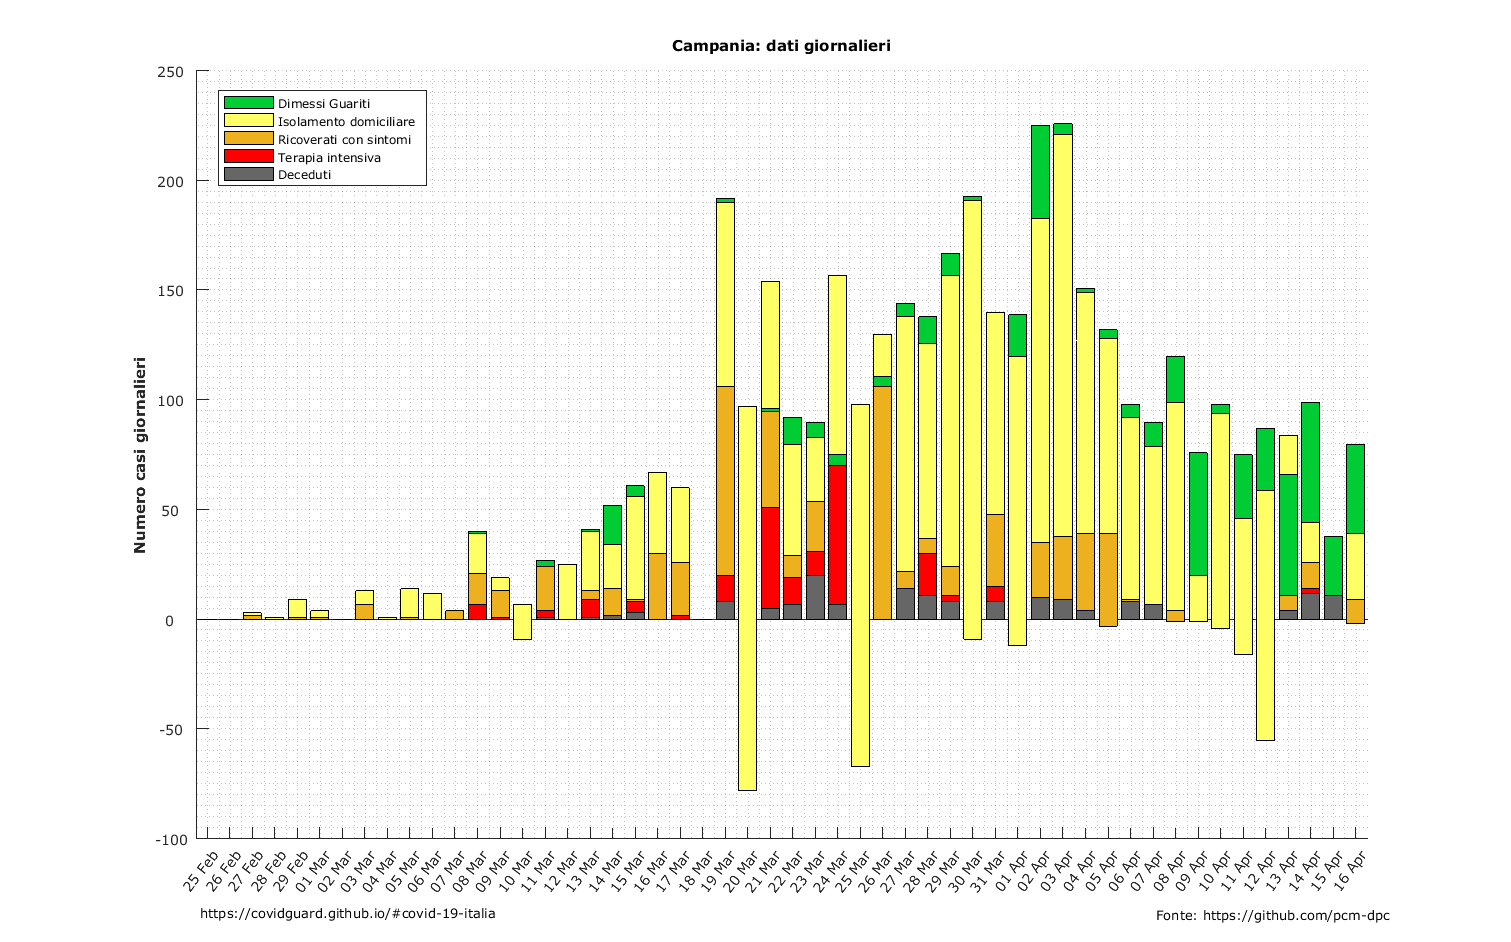 Campania: dati giornalieri
250
200
150
100
50
0
-50
-100
Numero casi giornalieri
Dimessi Guariti
Isolamento domiciliare
Ricoverati con sintomi
Terapia intensiva
Deceduti
25 Feb
26 Feb
27 Feb
28 Feb
29 Feb
01 Mar
02 Mar
03 Mar
04 Mar
05 Mar
06 Mar
07 Mar
08 Mar
09 Mar
10 Mar
11 Mar
12 Mar
13 Mar
14 Mar
15 Mar
16 Mar
17 Mar
18 Mar
19 Mar
20 Mar
21 Mar
22 Mar
23 Mar
24 Mar
25 Mar
26 Mar
27 Mar
28 Mar
29 Mar
30 Mar
31 Mar
01 Apr
02 Apr
03 Apr
04 Apr
05 Apr
06 Apr
07 Apr
08 Apr
09 Apr
10 Apr
11 Apr
12 Apr
13 Apr
14 Apr
15 Apr
16 Apr
https://covidguard.github.io/#covid-19-italia
Fonte: https://github.com/pcm-dpc